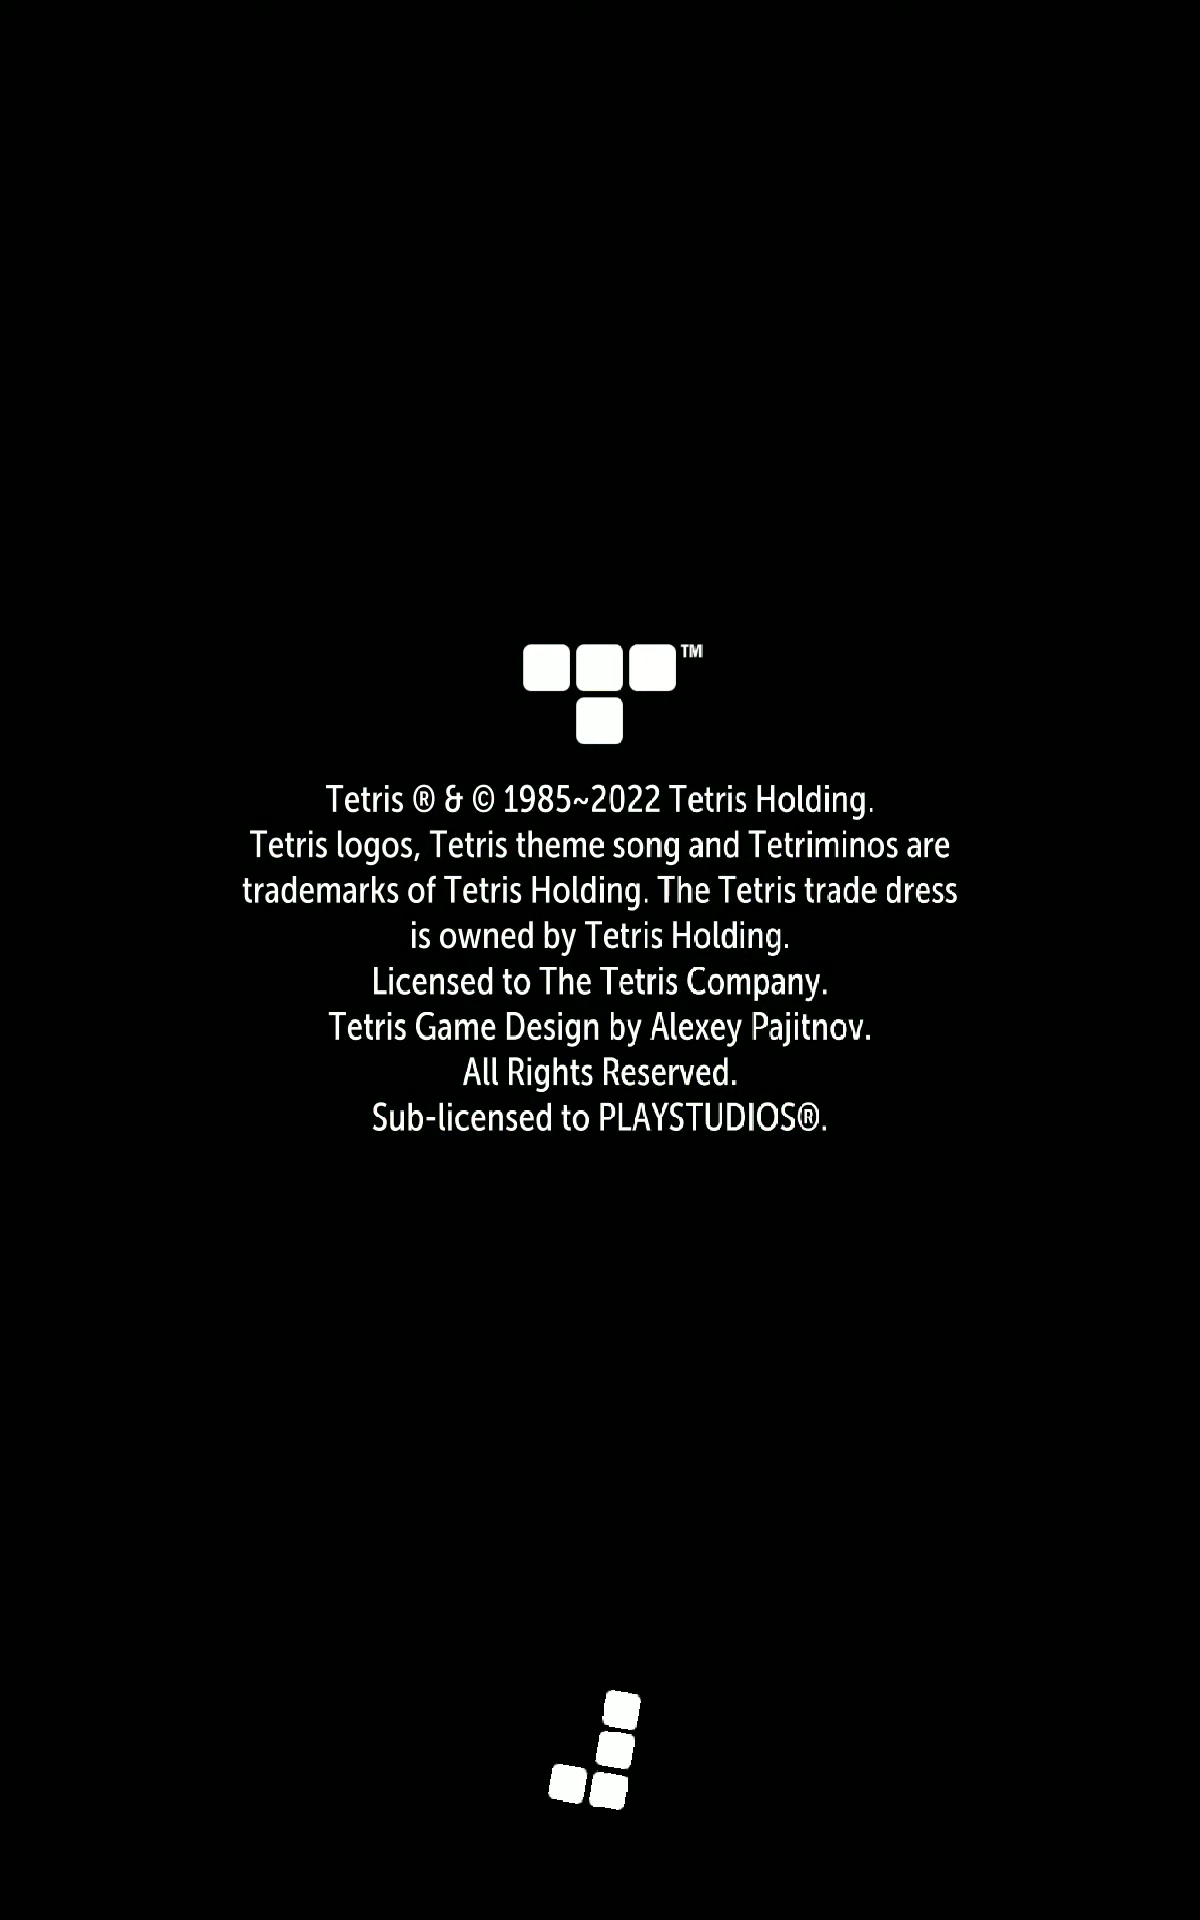 TM
Tetris ® & © 1985~2022 Tetris Holding.
Tetris logos, Tetris theme song and Tetriminos are
trademarks of Tetris Holding. The Tetris trade dress
is owned by Tetris Holding.
Licensed to The Tetris Company.
Tetris Game Design by Alexey Pajitnov.
All Rights Reserved.
Sub-licensed to PLAYSTUDIOS®.